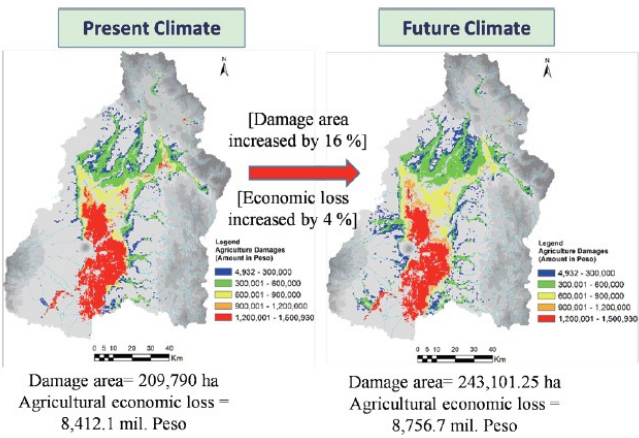 Present Climate
Future Climate
N
N
[Damage area
increased by 16 %]
[Economic loss
increased by 4 %]
Legend
Agriculture Damages
(Amount in Peso)
4,932 - 300,000
300,001 - 600,000
600,001 - 900,000
900,001 - 1,200,000
1,200,001 - 1,500,930
0 5 10 20 30 40
Km
Legend
Agriculture Damages
(Amount in Peso)
4,932 - 300,000
300,001 - 600,000
600,001 - 900,000
900,001 - 1,200,000
1,200,001 - 1,500,930
0 5 10 20 30 40
Km
Damage area= 209,790 ha
Agricultural economic loss =
8,412.1 mil. Peso
Damage area= 243,101.25 ha
Agricultural economic loss =
8,756.7 mil. Peso